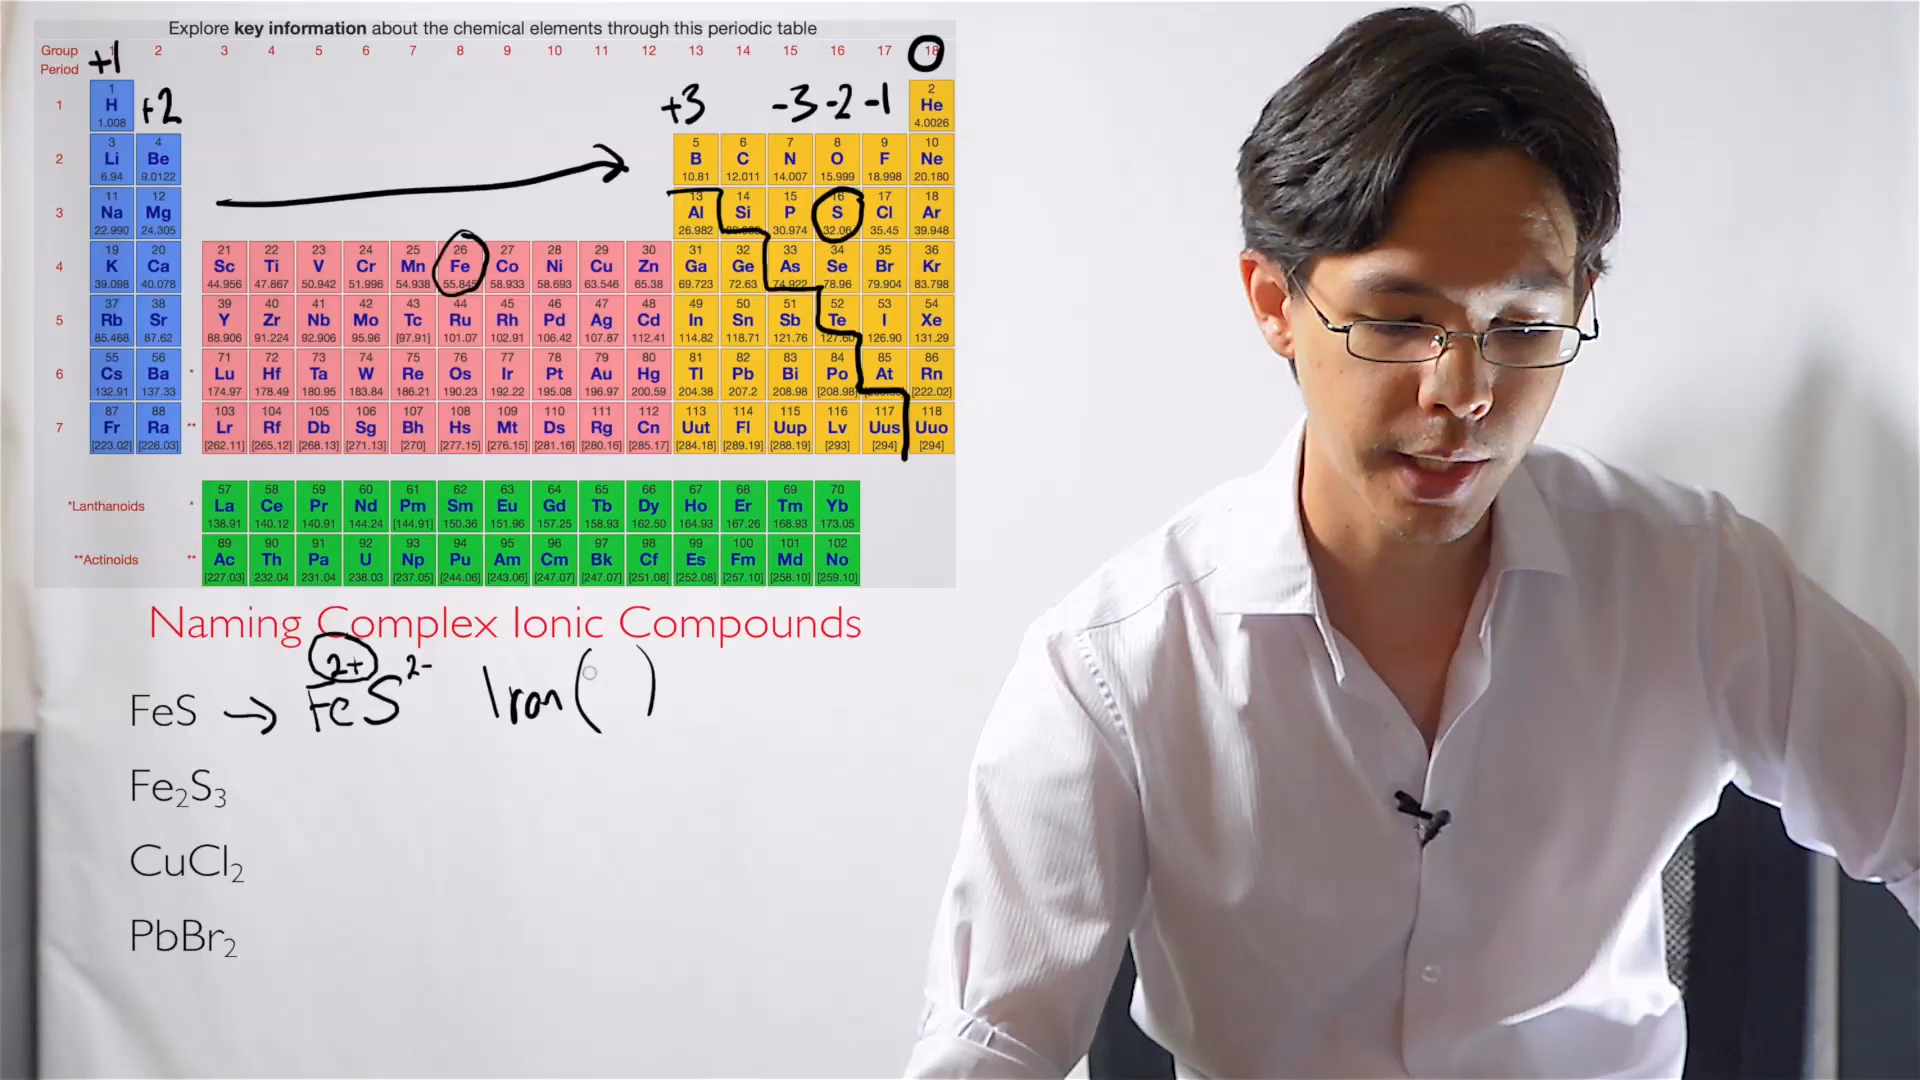 Explore key information about the chemical elements through this periodic table
Group 1 2 3 4 5 6 7 8 9 10 11 12 13 14 15 16 17 18
+1 0
Period
+2 +3 -3 -2 -1
1 2
1 H He
1.008 4.0026
3 4 5 6 7 8 9 10
2 Li Be B C N O F Ne
6.94 9.0122 10.81 12.011 14.007 15.999 18.998 20.180
11 12 13 14 15 16 17 18
3 Na Mg Al Si P S Cl Ar
22.990 24.305 26.982 30.974 32.06 35.45 39.948
19 20 21 22 23 24 25 26 27 28 29 30 31 32 33 34 35 36
4 K Ca Sc Ti V Cr Mn Fe Co Ni Cu Zn Ga Ge As Se Br Kr
39.098 40.078 44.956 47.867 50.942 51.996 54.938 55.845 58.933 58.693 63.546 65.38 69.723 72.63 74.922 78.96 79.904 83.798
37 38 39 40 41 42 43 44 45 46 47 48 49 50 51 52 53 54
5 Rb Sr Y Zr Nb Mo Tc Ru Rh Pd Ag Cd In Sn Sb Te I Xe
85.468 87.62 88.906 91.224 92.906 95.96 [97.91] 101.07 102.91 106.42 107.87 112.41 114.82 118.71 121.76 127.60 126.90 131.29
55 56 71 72 73 74 75 76 77 78 79 80 81 82 83 84 85 86
6 Cs Ba * Lu Hf Ta W Re Os Ir Pt Au Hg Tl Pb Bi Po At Rn
132.91 137.33 174.97 178.49 180.95 183.84 186.21 190.23 192.22 195.08 196.97 200.59 204.38 207.2 208.98 [208.98] [222.02]
87 88 103 104 105 106 107 108 109 110 111 112 113 114 115 116 117 118
7 Fr Ra ** Lr Rf Db Sg Bh Hs Mt Ds Rg Cn Uut Fl Uup Lv Uus Uuo
[223.02] [226.03] [262.11] [265.12] [268.13] [271.13] [270] [277.15] [276.15] [281.16] [280.16] [285.17] [284.18] [289.19] [288.19] [293] [294] [294]
57 58 59 60 61 62 63 64 65 66 67 68 69 70
*Lanthanoids * La Ce Pr Nd Pm Sm Eu Gd Tb Dy Ho Er Tm Yb
138.91 140.12 140.91 144.24 [144.91] 150.36 151.96 157.25 158.93 162.50 164.93 167.26 168.93 173.05
89 90 91 92 93 94 95 96 97 98 99 100 101 102
**Actinoids ** Ac Th Pa U Np Pu Am Cm Bk Cf Es Fm Md No
[227.03] 232.04 231.04 238.03 [237.05] [244.06] [243.06] [247.07] [247.07] [251.08] [252.08] [257.10] [258.10] [259.10]
Naming Complex Ionic Compounds
FeS → Fe²⁺S²⁻ Iron ( )
Fe₂S₃
CuCl₂
PbBr₂